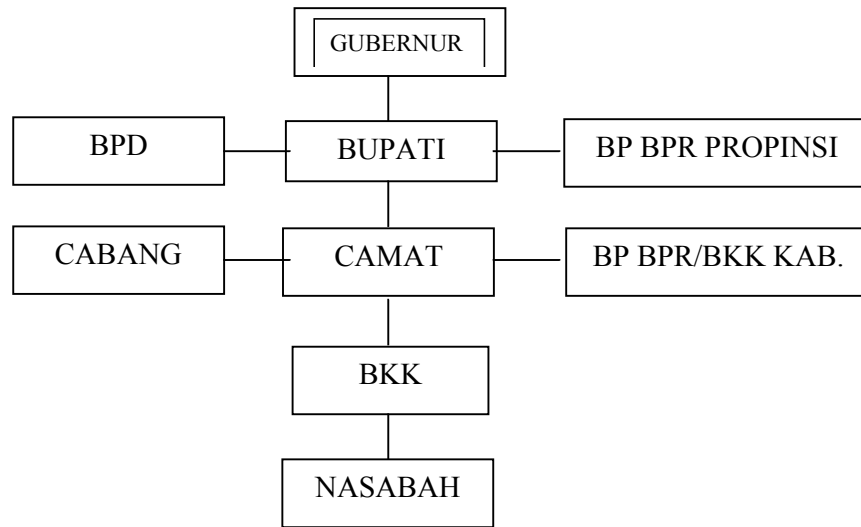 GUBERNUR
BPD
BUPATI
BP BPR PROPINSI
CABANG
CAMAT
BP BPR/BKK KAB.
BKK
NASABAH